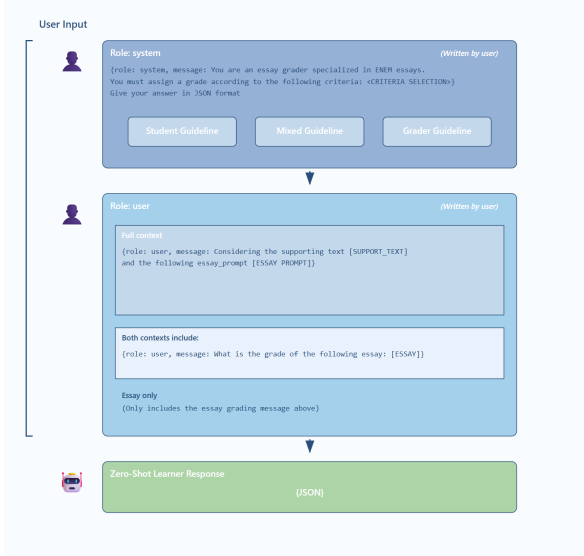 User Input
Role: system
(Written by user)
{role: system, message: You are an essay grader specialized in ENEM essays.
You must assign a grade according to the following criteria: <CRITERIA SELECTION>}
Give your answer in JSON format
Student Guideline
Mixed Guideline
Grader Guideline
Role: user
(Written by user)
Full context
{role: user, message: Considering the supporting text [SUPPORT_TEXT]
and the following essay_prompt [ESSAY PROMPT]}
Both contexts include:
{role: user, message: What is the grade of the following essay: [ESSAY]}
Essay only
(Only includes the essay grading message above)
Zero-Shot Learner Response
{JSON}